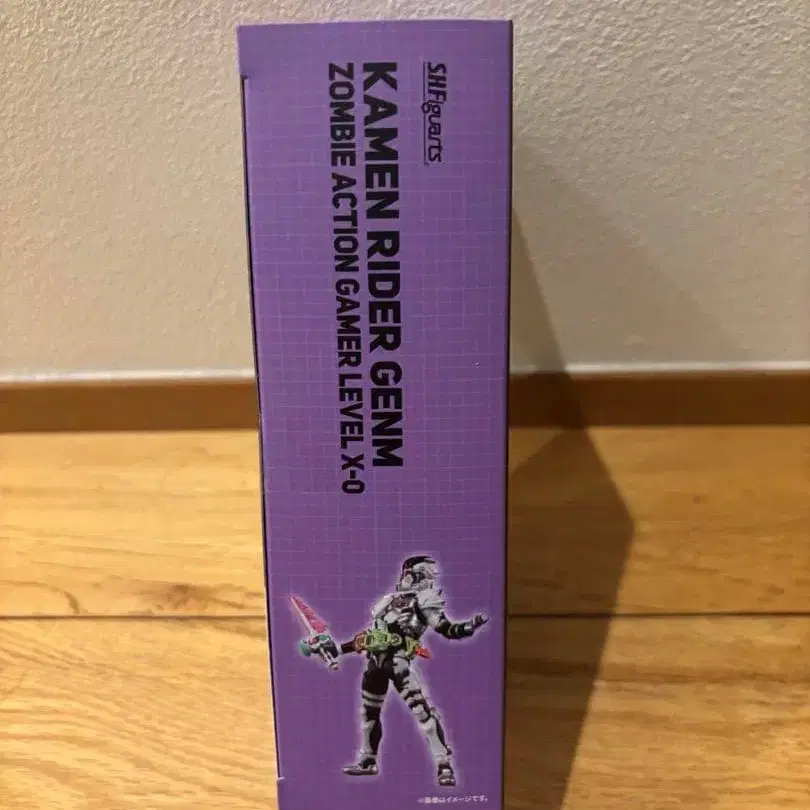 S.H.Figuarts
KAMEN RIDER GENM
ZOMBIE ACTION GAMER LEVEL X-0
※画像はイメージです。